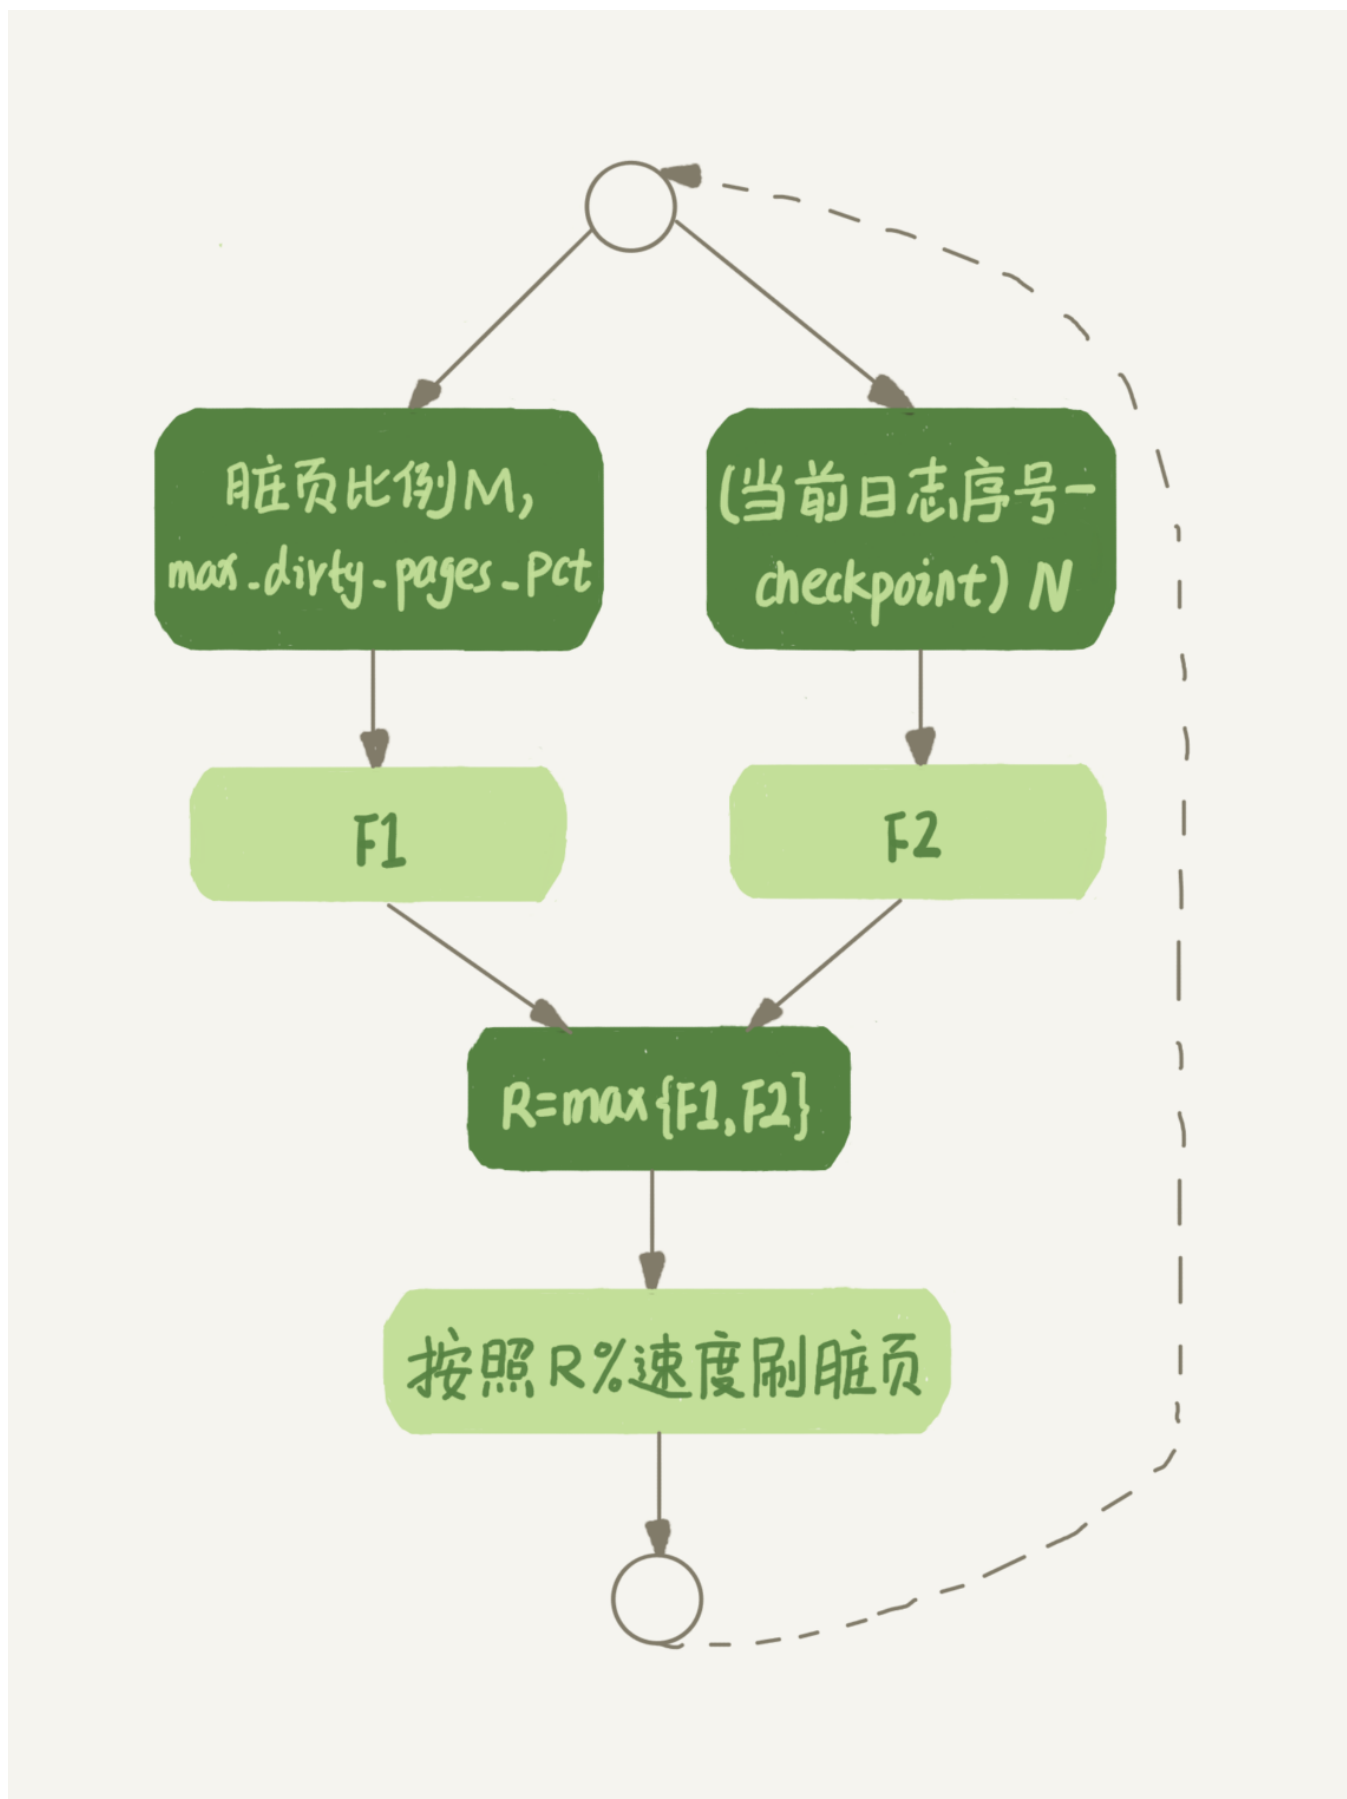 脏页比例M,
max_dirty_pages_pct
(当前日志序号-
checkpoint) N
F1
F2
R=max{F1,F2}
按照R%速度刷脏页